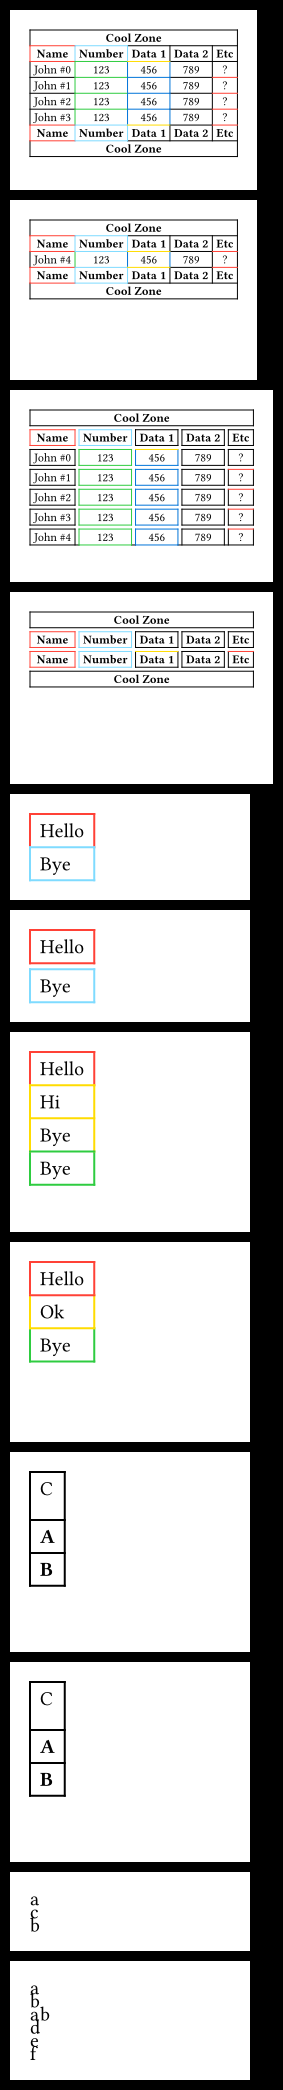 Cool Zone
Name Number Data 1 Data 2 Etc
John #0 123 456 789 ?
John #1 123 456 789 ?
John #2 123 456 789 ?
John #3 123 456 789 ?
Name Number Data 1 Data 2 Etc
Cool Zone
Cool Zone
Name Number Data 1 Data 2 Etc
John #4 123 456 789 ?
Name Number Data 1 Data 2 Etc
Cool Zone
Cool Zone
Name Number Data 1 Data 2 Etc
John #0 123 456 789 ?
John #1 123 456 789 ?
John #2 123 456 789 ?
John #3 123 456 789 ?
John #4 123 456 789 ?
Cool Zone
Name Number Data 1 Data 2 Etc
Name Number Data 1 Data 2 Etc
Cool Zone
Hello
Bye
Hello
Bye
Hello
Hi
Bye
Bye
Hello
Ok
Bye
C
A
B
C
A
B
a
c
b
a
b
ab
d
e
f